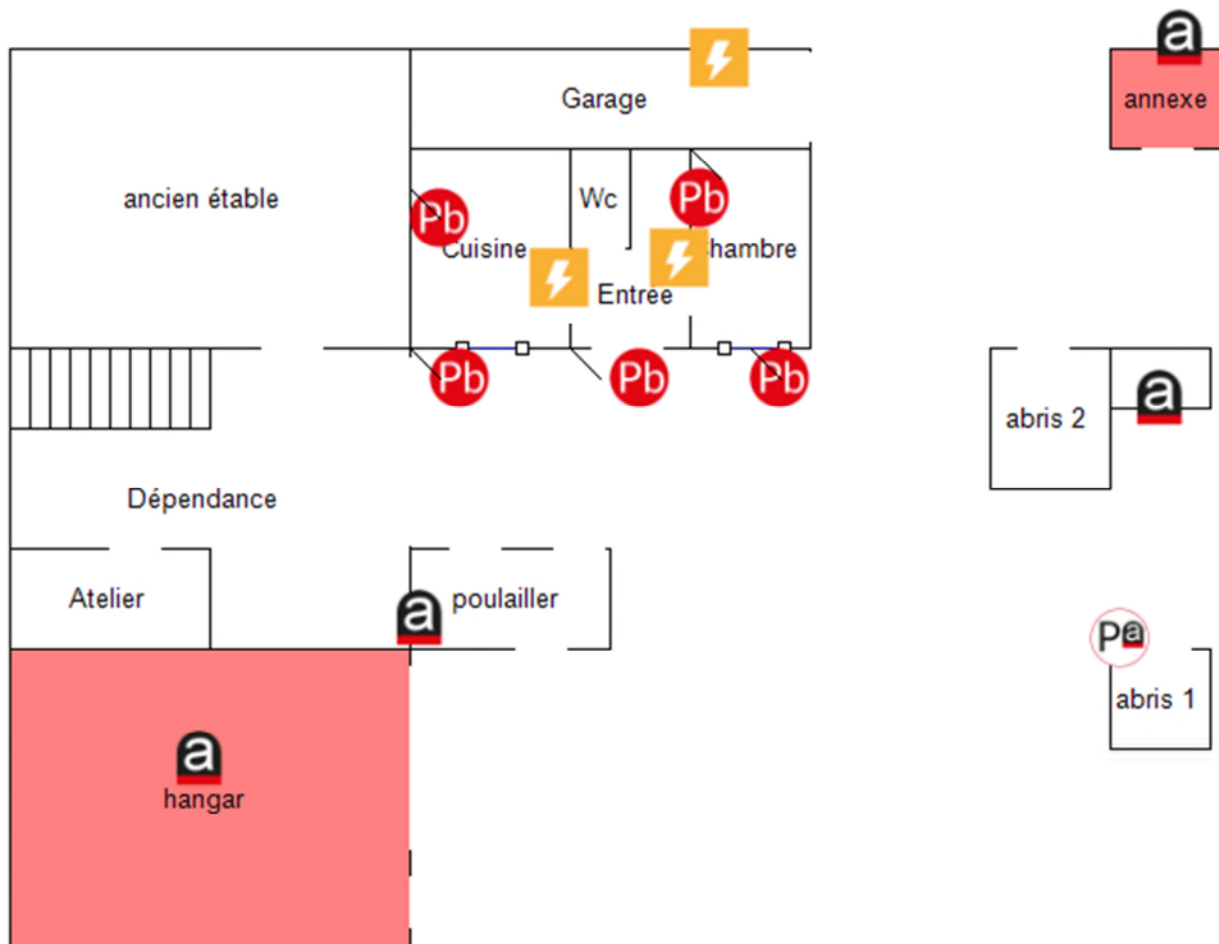 a
Garage
annexe
ancien étable
Wc
Pb
Pb
Cuisine
Chambre
Entrée
Pb
Pb
Pb
a
abris 2
Dépendance
Atelier
a
poulailler
Pa
abris 1
a
hangar